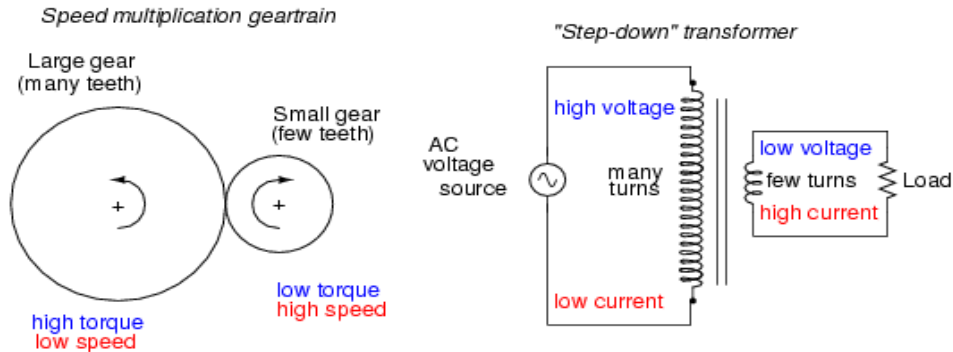 Speed multiplication geartrain
Large gear
(many teeth)
Small gear
(few teeth)
+
+
low torque
high speed
high torque
low speed
"Step-down" transformer
high voltage
AC
voltage
source
many
turns
low voltage
few turns
Load
high current
low current